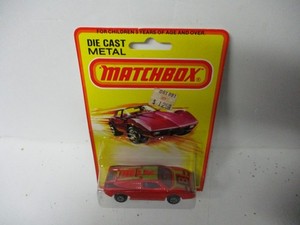 FOR CHILDREN 3 YEARS OF AGE AND OVER.
DIE CAST
METAL
MATCHBOX